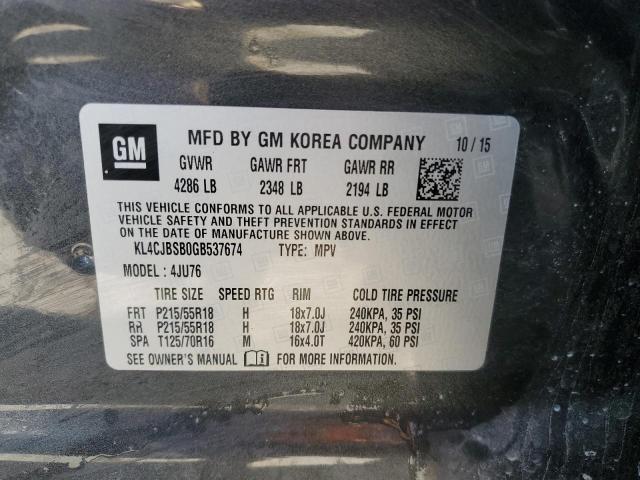 GM
MFD BY GM KOREA COMPANY 10 / 15
GVWR GAWR FRT GAWR RR
4286 LB 2348 LB 2194 LB
THIS VEHICLE CONFORMS TO ALL APPLICABLE U.S. FEDERAL MOTOR
VEHICLE SAFETY AND THEFT PREVENTION STANDARDS IN EFFECT
ON THE DATE OF MANUFACTURE SHOWN ABOVE.
KL4CJBSB0GB537674 TYPE: MPV
MODEL: 4JU76
TIRE SIZE SPEED RTG RIM COLD TIRE PRESSURE
FRT P215/55R18 H 18x7.0J 240KPA, 35 PSI
RR P215/55R18 H 18x7.0J 240KPA, 35 PSI
SPA T125/70R16 M 16x4.0T 420KPA, 60 PSI
SEE OWNER'S MANUAL FOR MORE INFORMATION.